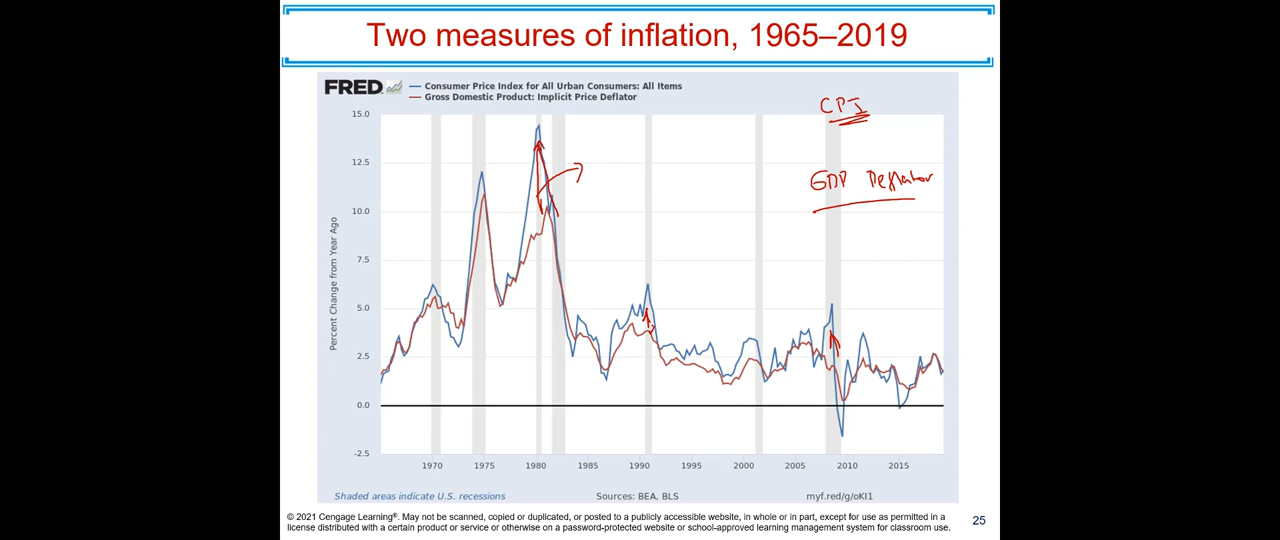 Two measures of inflation, 1965–2019
FRED
Consumer Price Index for All Urban Consumers: All Items
Gross Domestic Product: Implicit Price Deflator
CPI
GDP Deflator
Percent Change from Year Ago
15.0
12.5
10.0
7.5
5.0
2.5
0.0
-2.5
1970 1975 1980 1985 1990 1995 2000 2005 2010 2015
Shaded areas indicate U.S. recessions Sources: BEA, BLS myf.red/g/oKI1
© 2021 Cengage Learning®. May not be scanned, copied or duplicated, or posted to a publicly accessible website, in whole or in part, except for use as permitted in a
license distributed with a certain product or service or otherwise on a password-protected website or school-approved learning management system for classroom use.
25